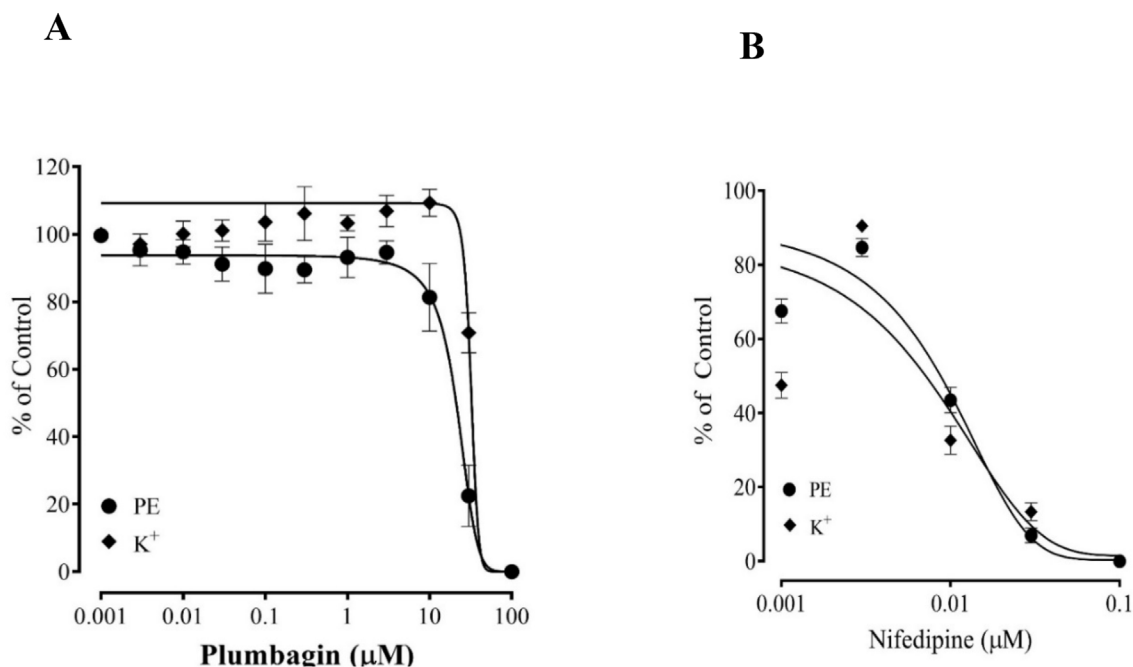 A
120
100
80
60
40
20
0
% of Control
PE
K+
0.001 0.01 0.1 1 10 100
Plumbagin (μM)
B
100
80
60
40
20
0
% of Control
PE
K+
0.001 0.01 0.1
Nifedipine (μM)